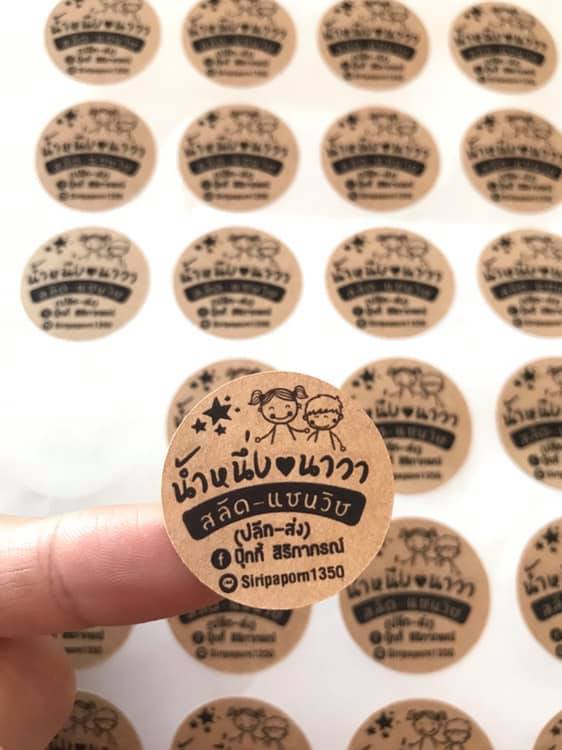 น้ำหนึ่ง♥นาวา
สลัด-แซนวิช
(ปลีก-ส่ง)
ปุ๊กกี้ สิริภาภรณ์
Siripaporn1350